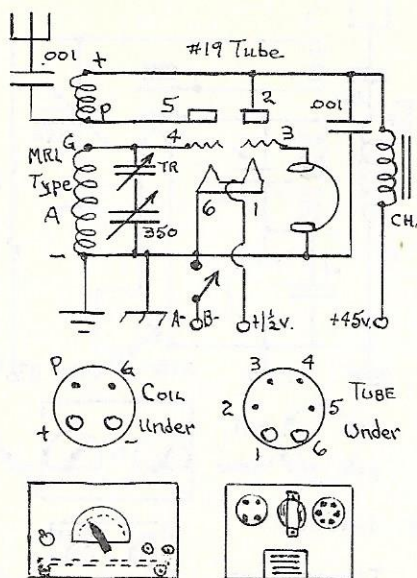 #19 Tube
.001
+
P
5
2
.001
G
4
3
MRL
Type
A
TR
350
6
1
CH.
-
A-
B-
+1½v.
+45v.
P
G
COIL
Under
+
-
3
4
2
5
TUBE
Under
1
6